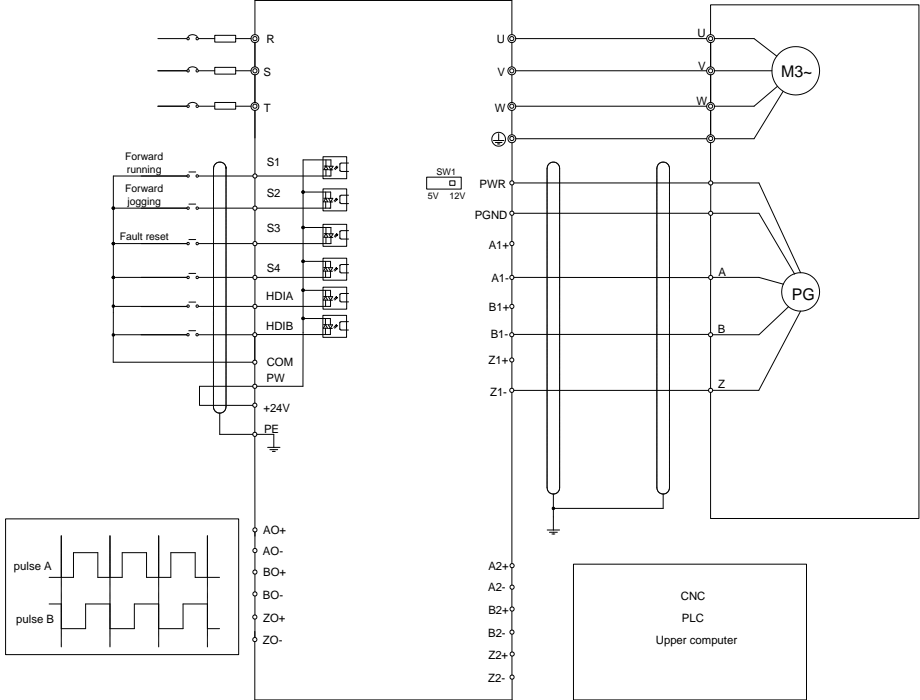 R
S
T
Forward
running
Forward
jogging
Fault reset
S1
S2
S3
S4
HDIA
HDIB
COM
PW
+24V
PE
SW1
5V 12V
U
V
W
PWR
PGND
A1+
A1-
B1+
B1-
Z1+
Z1-
U
V
W
M3~
A
B
Z
PG
pulse A
pulse B
AO+
AO-
BO+
BO-
ZO+
ZO-
A2+
A2-
B2+
B2-
Z2+
Z2-
CNC
PLC
Upper computer